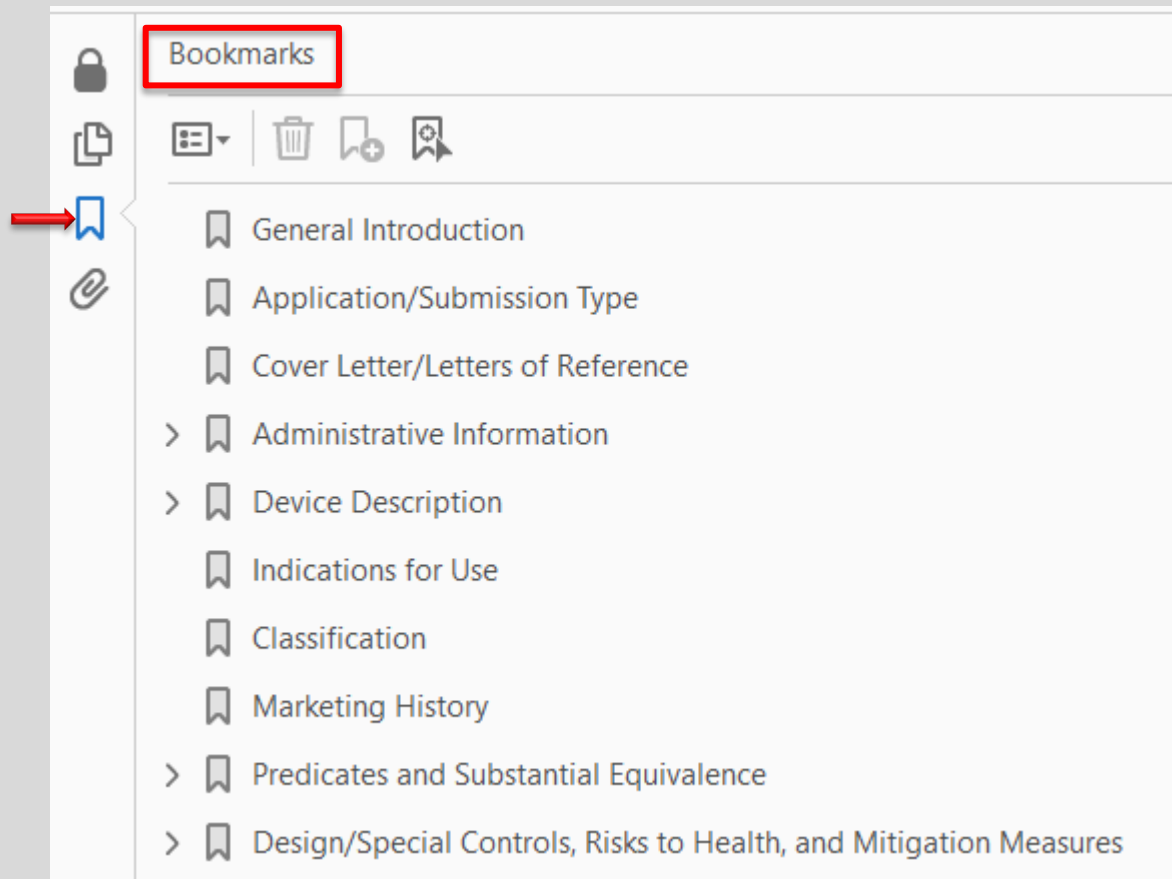 Bookmarks
General Introduction
Application/Submission Type
Cover Letter/Letters of Reference
Administrative Information
Device Description
Indications for Use
Classification
Marketing History
Predicates and Substantial Equivalence
Design/Special Controls, Risks to Health, and Mitigation Measures